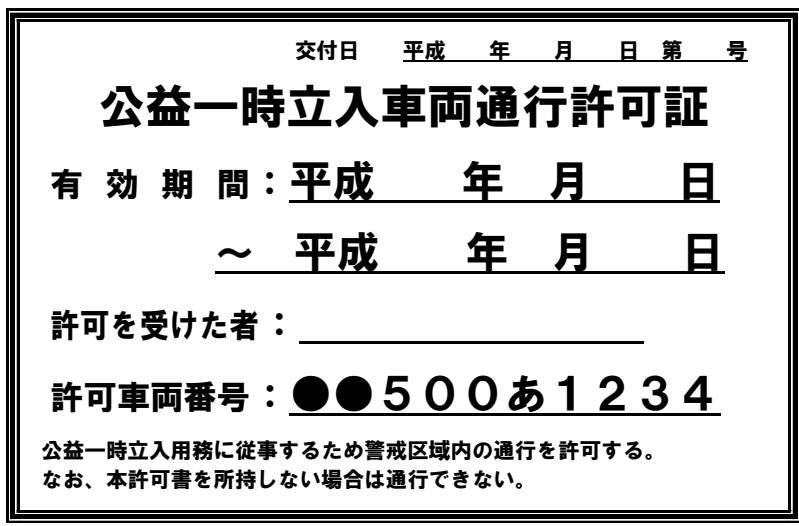 交付日　平成　　年　　月　　日　第　　号
公益一時立入車両通行許可証
有効期間：平成　　年　月　　日
～　平成　　年　月　　日
許可を受けた者：
許可車両番号：●●５００あ１２３４
公益一時立入用務に従事するため警戒区域内の通行を許可する。
なお、本許可書を所持しない場合は通行できない。